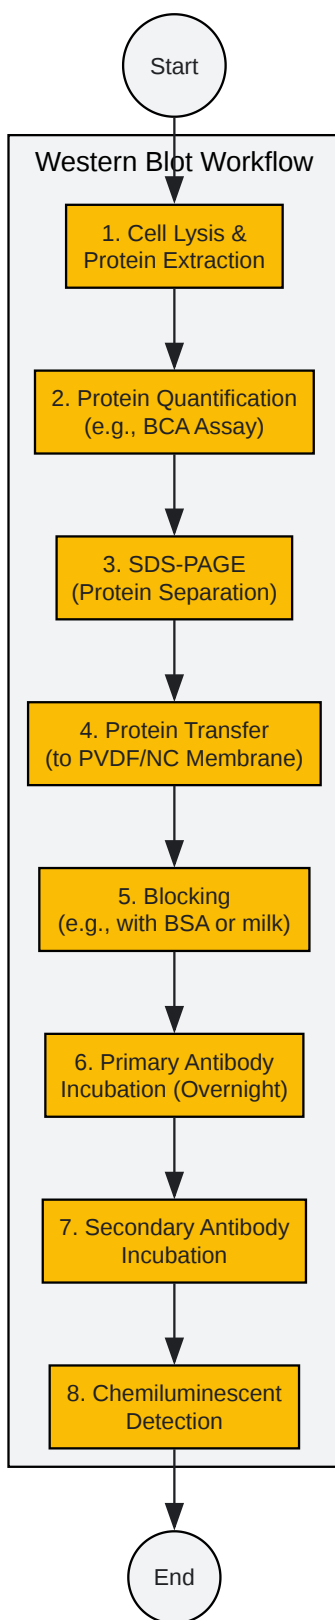 Start
Western Blot Workflow
1. Cell Lysis &
Protein Extraction
2. Protein Quantification
(e.g., BCA Assay)
3. SDS-PAGE
(Protein Separation)
4. Protein Transfer
(to PVDF/NC Membrane)
5. Blocking
(e.g., with BSA or milk)
6. Primary Antibody
Incubation (Overnight)
7. Secondary Antibody
Incubation
8. Chemiluminescent
Detection
End